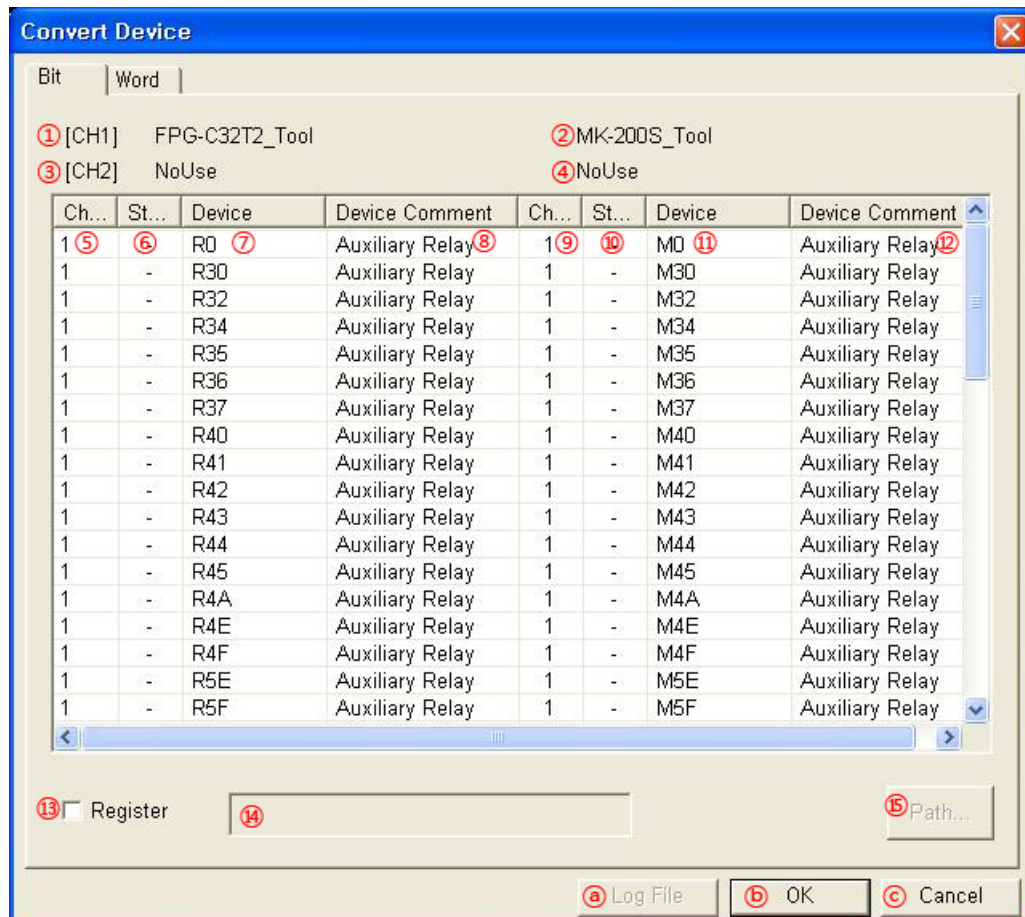 Convert Device
Bit Word
①[CH1] FPG-C32T2_Tool ②MK-200S_Tool
③[CH2] NoUse ④NoUse
Ch... St... Device Device Comment Ch... St... Device Device Comment
1⑤ ⑥ R0 ⑦ Auxiliary Relay⑧ 1⑨ ⑩ M0 ⑪ Auxiliary Relay⑫
1 - R30 Auxiliary Relay 1 - M30 Auxiliary Relay
1 - R32 Auxiliary Relay 1 - M32 Auxiliary Relay
1 - R34 Auxiliary Relay 1 - M34 Auxiliary Relay
1 - R35 Auxiliary Relay 1 - M35 Auxiliary Relay
1 - R36 Auxiliary Relay 1 - M36 Auxiliary Relay
1 - R37 Auxiliary Relay 1 - M37 Auxiliary Relay
1 - R40 Auxiliary Relay 1 - M40 Auxiliary Relay
1 - R41 Auxiliary Relay 1 - M41 Auxiliary Relay
1 - R42 Auxiliary Relay 1 - M42 Auxiliary Relay
1 - R43 Auxiliary Relay 1 - M43 Auxiliary Relay
1 - R44 Auxiliary Relay 1 - M44 Auxiliary Relay
1 - R45 Auxiliary Relay 1 - M45 Auxiliary Relay
1 - R4A Auxiliary Relay 1 - M4A Auxiliary Relay
1 - R4E Auxiliary Relay 1 - M4E Auxiliary Relay
1 - R4F Auxiliary Relay 1 - M4F Auxiliary Relay
1 - R5E Auxiliary Relay 1 - M5E Auxiliary Relay
1 - R5F Auxiliary Relay 1 - M5F Auxiliary Relay
⑬ Register ⑭ ⑮Path...
ⓐ Log File ⓑ OK ⓒ Cancel